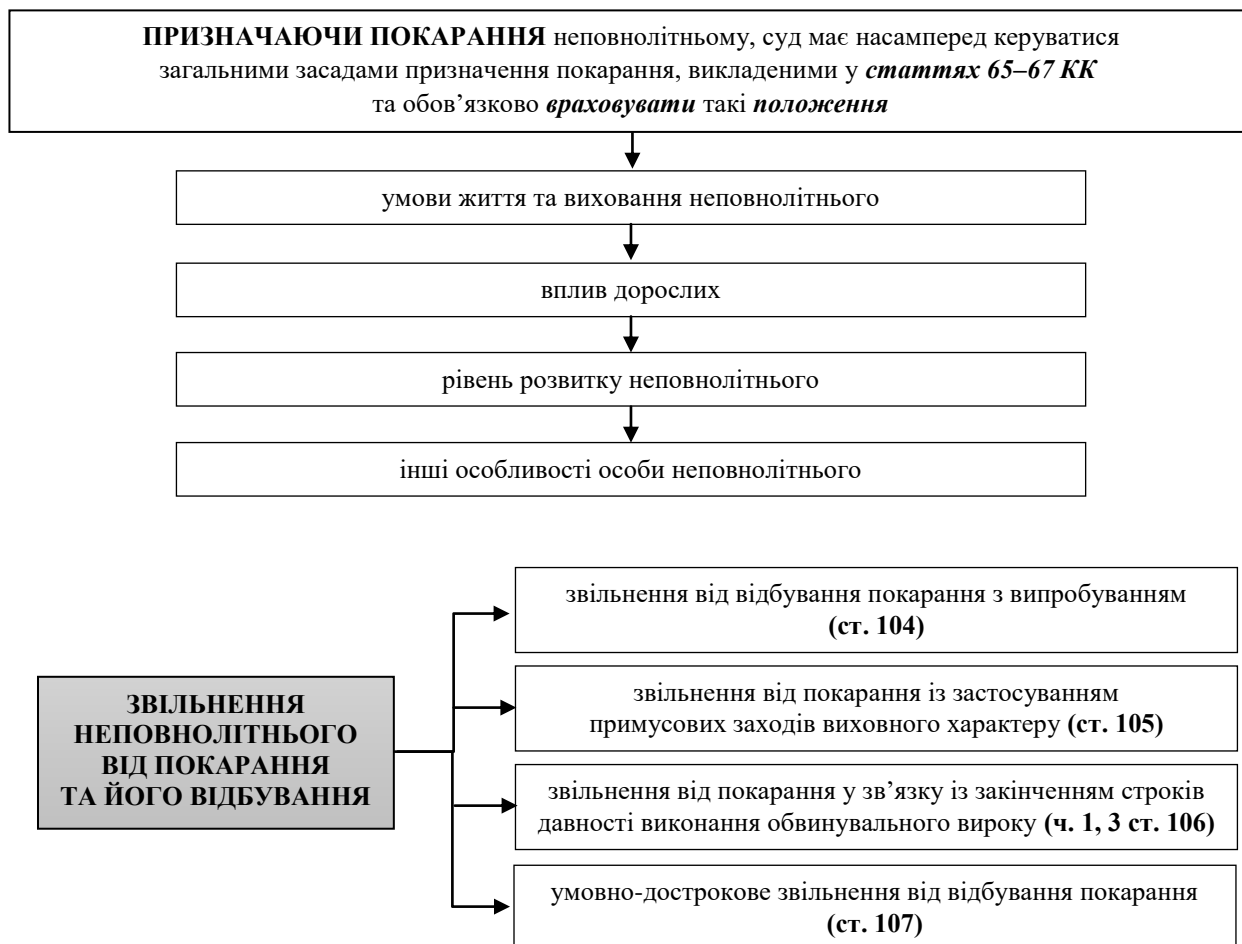 ПРИЗНАЧАЮЧИ ПОКАРАННЯ неповнолітньому, суд має насамперед керуватися
загальними засадами призначення покарання, викладеними у статтях 65–67 КК
та обов’язково враховувати такі положення
умови життя та виховання неповнолітнього
вплив дорослих
рівень розвитку неповнолітнього
інші особливості особи неповнолітнього
ЗВІЛЬНЕННЯ
НЕПОВНОЛІТНЬОГО
ВІД ПОКАРАННЯ
ТА ЙОГО ВІДБУВАННЯ
звільнення від відбування покарання з випробуванням
(ст. 104)
звільнення від покарання із застосуванням
примусових заходів виховного характеру (ст. 105)
звільнення від покарання у зв’язку із закінченням строків
давності виконання обвинувального вироку (ч. 1, 3 ст. 106)
умовно-дострокове звільнення від відбування покарання
(ст. 107)